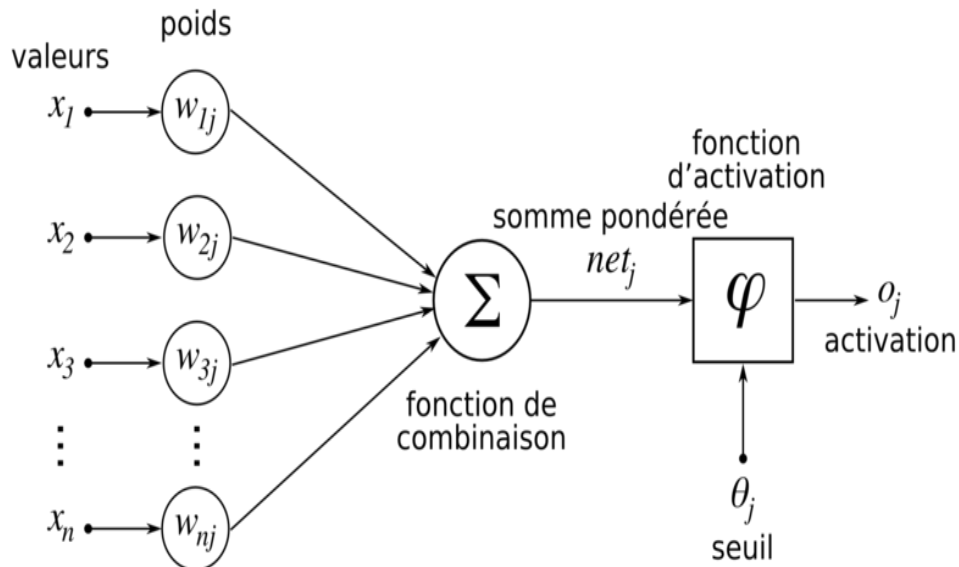 poids
valeurs
x1
w1j
x2
w2j
x3
w3j
xn
wnj
Σ
fonction de
combinaison
somme pondérée
netj
fonction
d'activation
φ
oj
activation
θj
seuil